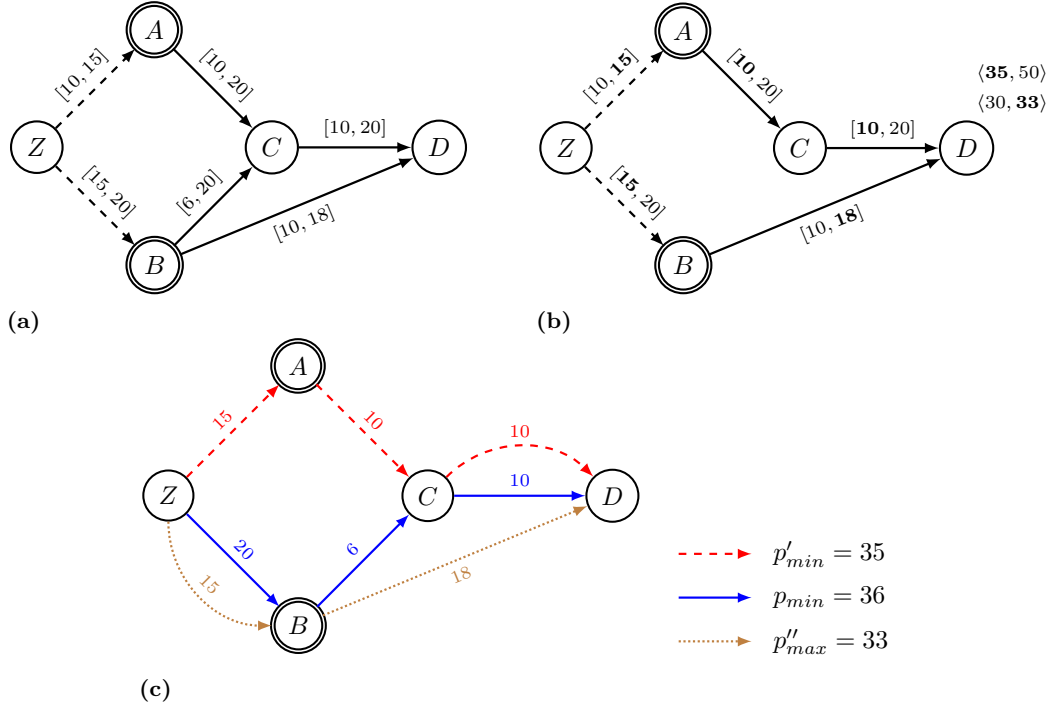 A
[10, 15]
[10, 20]
Z
C
[10, 20]
D
[15, 20]
[6, 20]
[10, 18]
B
(a)
A
[10, 15]
[10, 20]
⟨35, 50⟩
⟨30, 33⟩
Z
C
[10, 20]
D
[15, 20]
[10, 18]
B
(b)
A
15
10
10
Z
C
10
D
20
6
15
18
B
p′min = 35
pmin = 36
p″max = 33
(c)